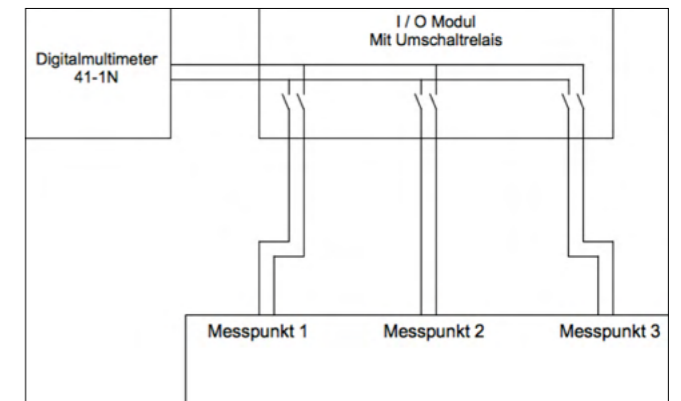 Digitalmultimeter
41-1N
I / O Modul
Mit Umschaltrelais
Messpunkt 1
Messpunkt 2
Messpunkt 3